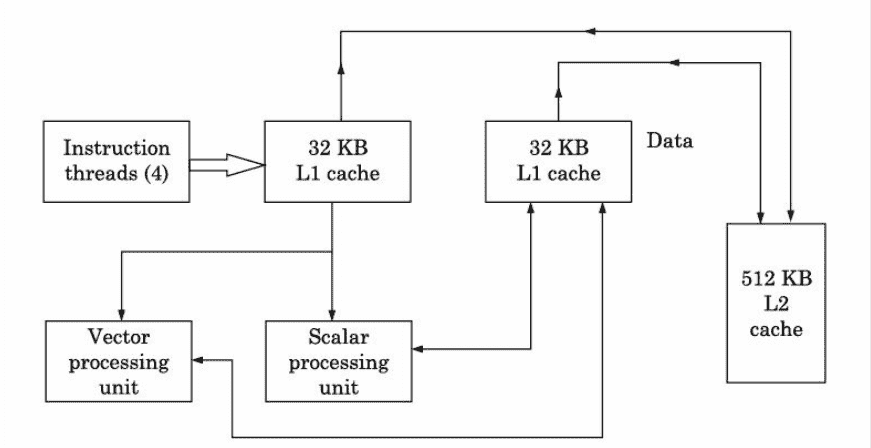 Instruction
threads (4)
32 KB
L1 cache
32 KB
L1 cache
Data
512 KB
L2
cache
Vector
processing
unit
Scalar
processing
unit